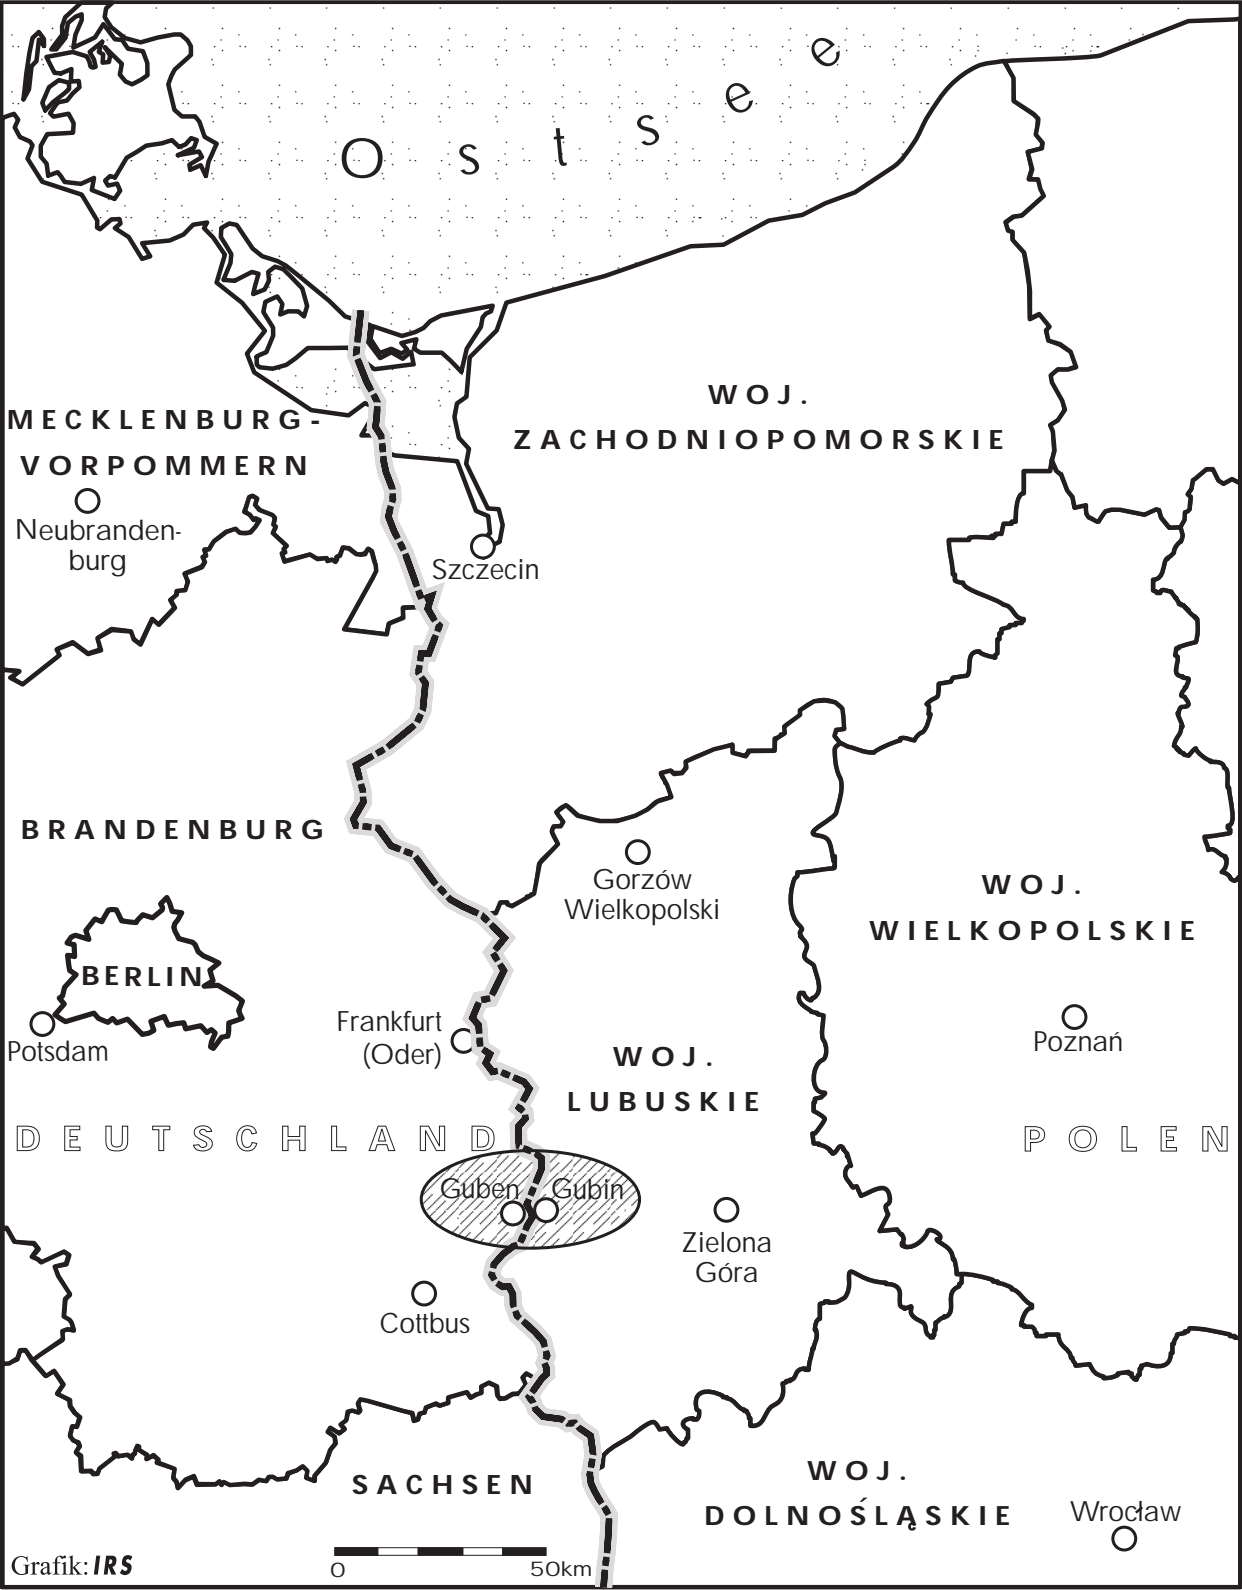 Ostsee
WOJ.
ZACHODNIOPOMORSKIE
MECKLENBURG-
VORPOMMERN
Neubranden-
burg
Szczecin
BRANDENBURG
Gorzów
Wielkopolski
WOJ.
WIELKOPOLSKIE
BERLIN
Potsdam
Frankfurt
(Oder)
Poznań
WOJ.
LUBUSKIE
DEUTSCHLAND
POLEN
Guben
Gubin
Zielona
Góra
Cottbus
SACHSEN
WOJ.
DOLNOŚLĄSKIE
Wrocław
Grafik: IRS
0 50km